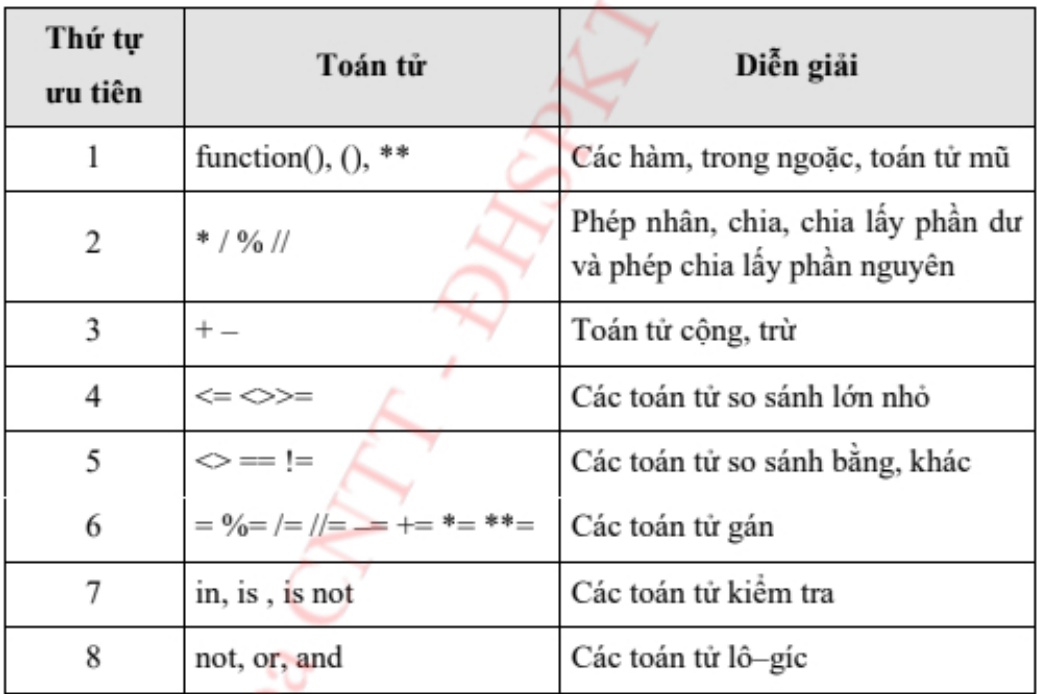 Thứ tự
ưu tiên
Toán tử
Diễn giải
1
function(), (), **
Các hàm, trong ngoặc, toán tử mũ
2
* / % //
Phép nhân, chia, chia lấy phần dư
và phép chia lấy phần nguyên
3
+ –
Toán tử cộng, trừ
4
<= <>>=
Các toán tử so sánh lớn nhỏ
5
<> == !=
Các toán tử so sánh bằng, khác
6
= %= /= //= –= += *= **=
Các toán tử gán
7
in, is , is not
Các toán tử kiểm tra
8
not, or, and
Các toán tử lô–gíc
CNTT - ĐHSPKT